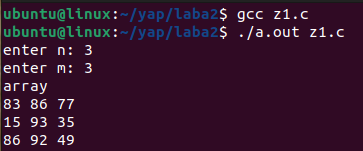 ubuntu@linux:~/yap/laba2$ gcc z1.c
ubuntu@linux:~/yap/laba2$ ./a.out z1.c
enter n: 3
enter m: 3
array
83 86 77
15 93 35
86 92 49